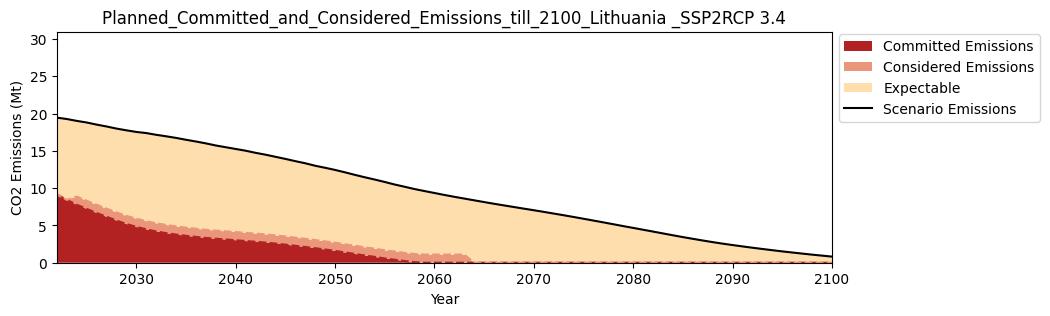 Planned_Committed_and_Considered_Emissions_till_2100_Lithuania _SSP2RCP 3.4
30
25
20
15
10
5
0
CO2 Emissions (Mt)
2030 2040 2050 2060 2070 2080 2090 2100
Year
Committed Emissions
Considered Emissions
Expectable
Scenario Emissions